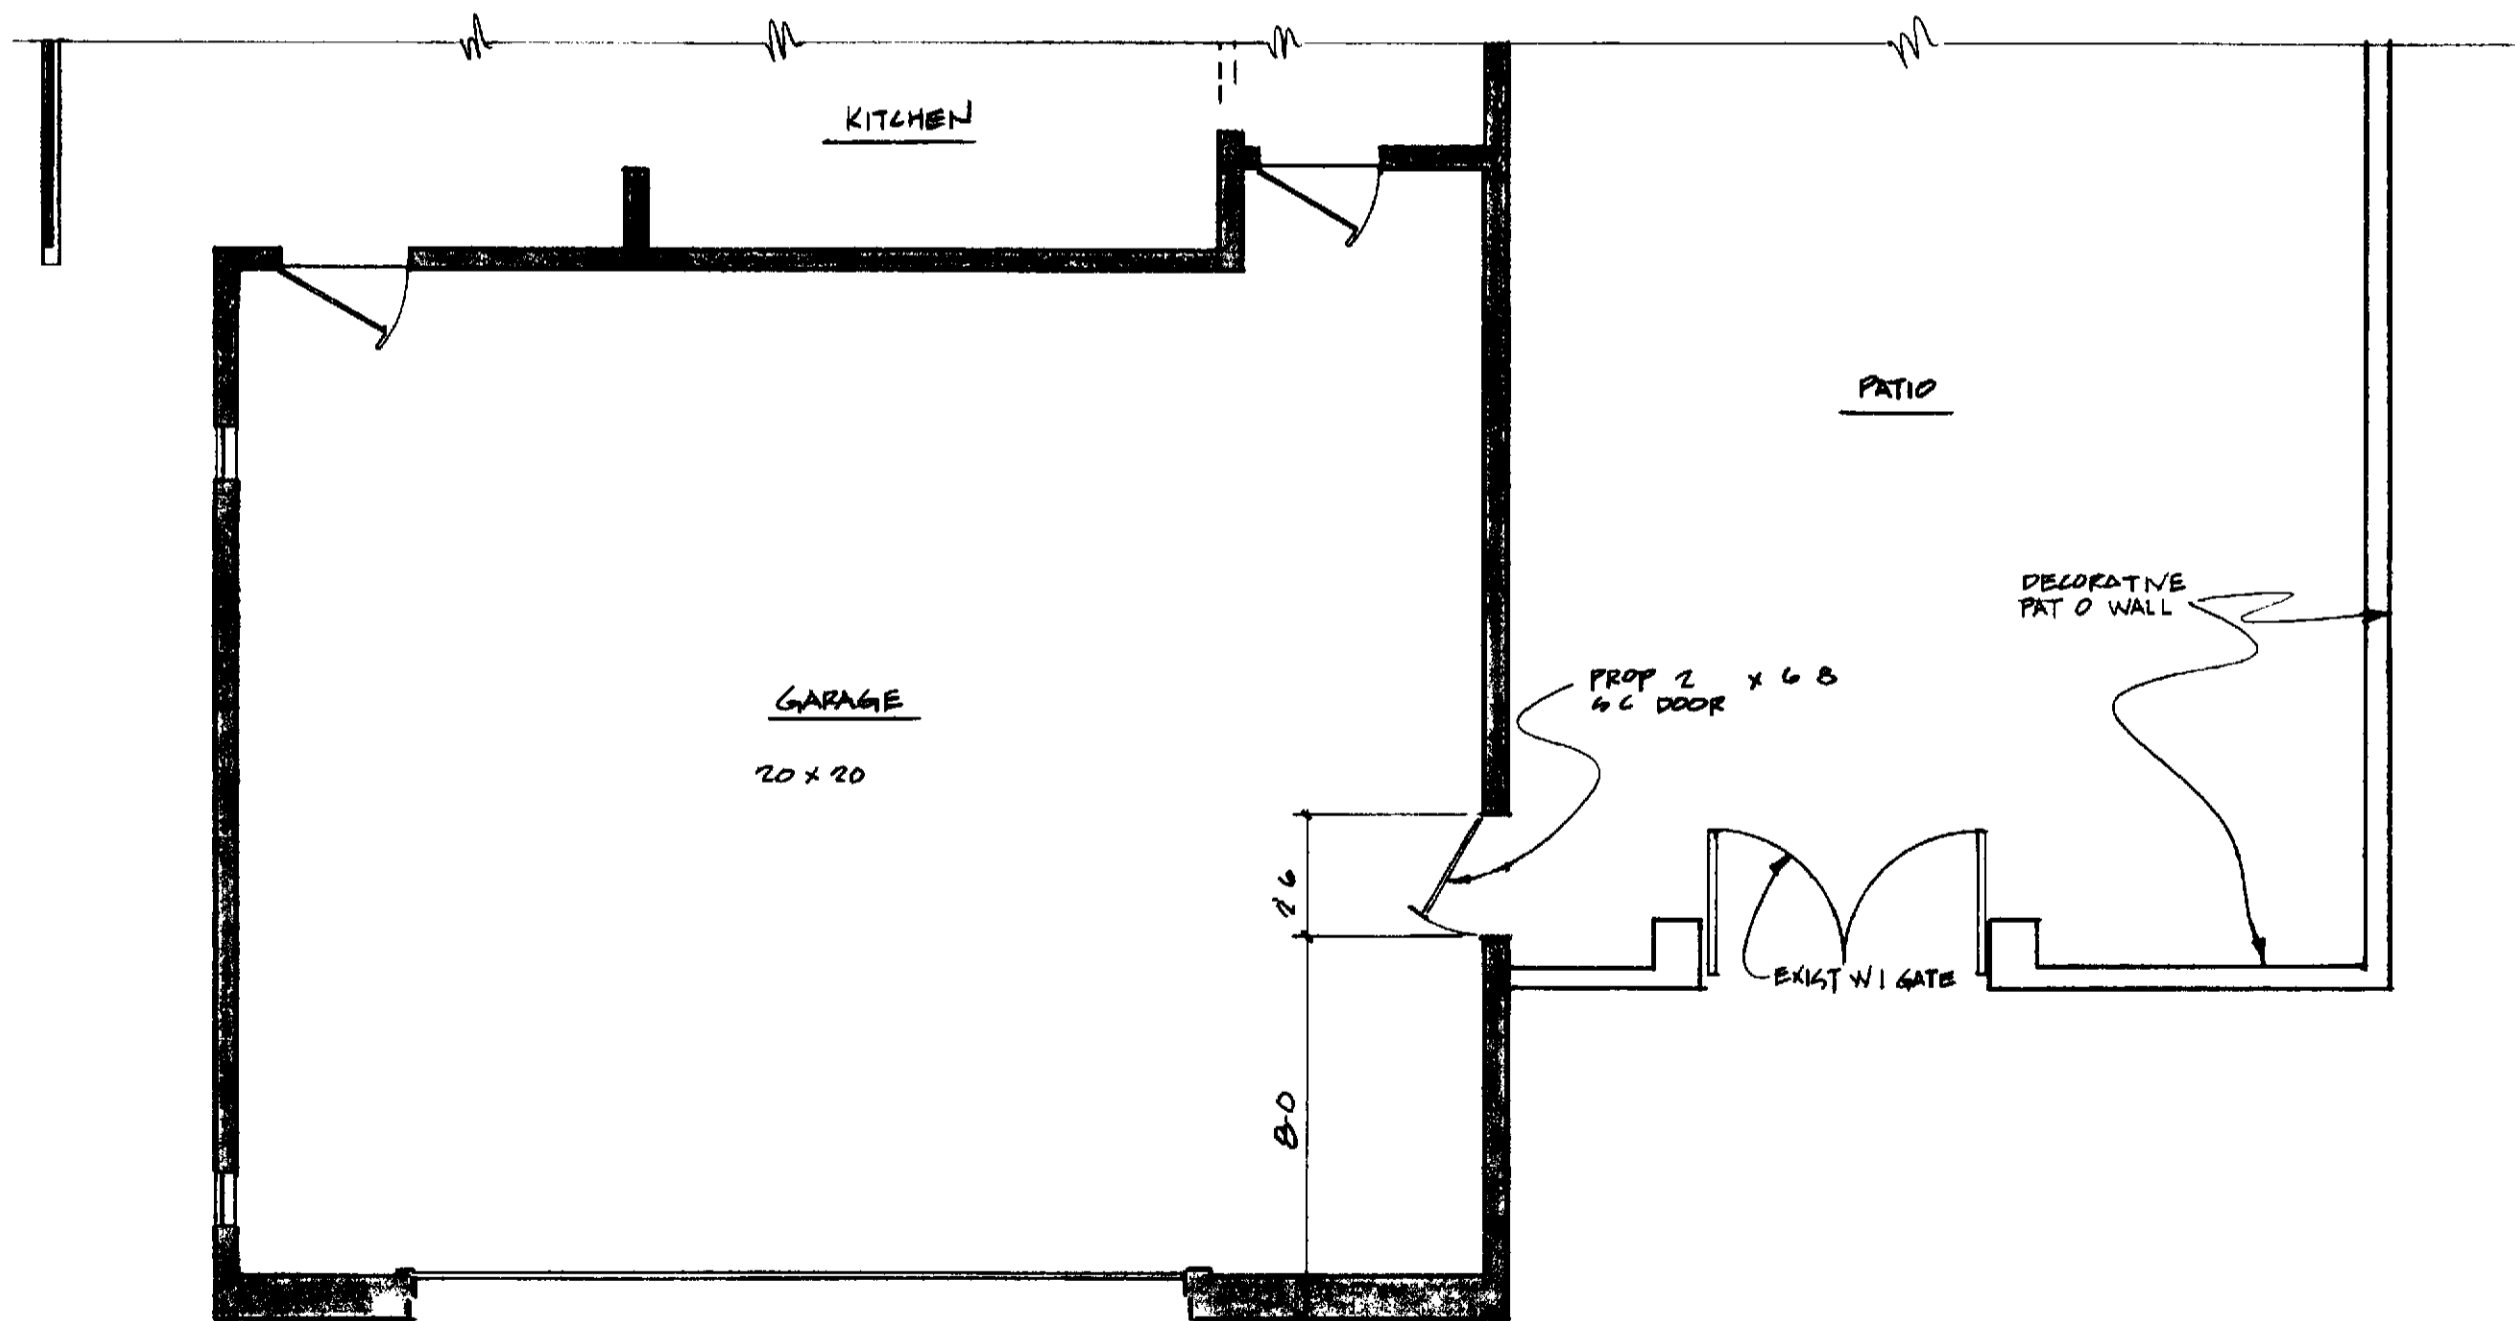 KITCHEN
PATIO
DECORATIVE
PAT O WALL
PROP 2 x 6 8
S C DOOR
GARAGE
20 x 20
2 6
EXIST W I GATE
8-0